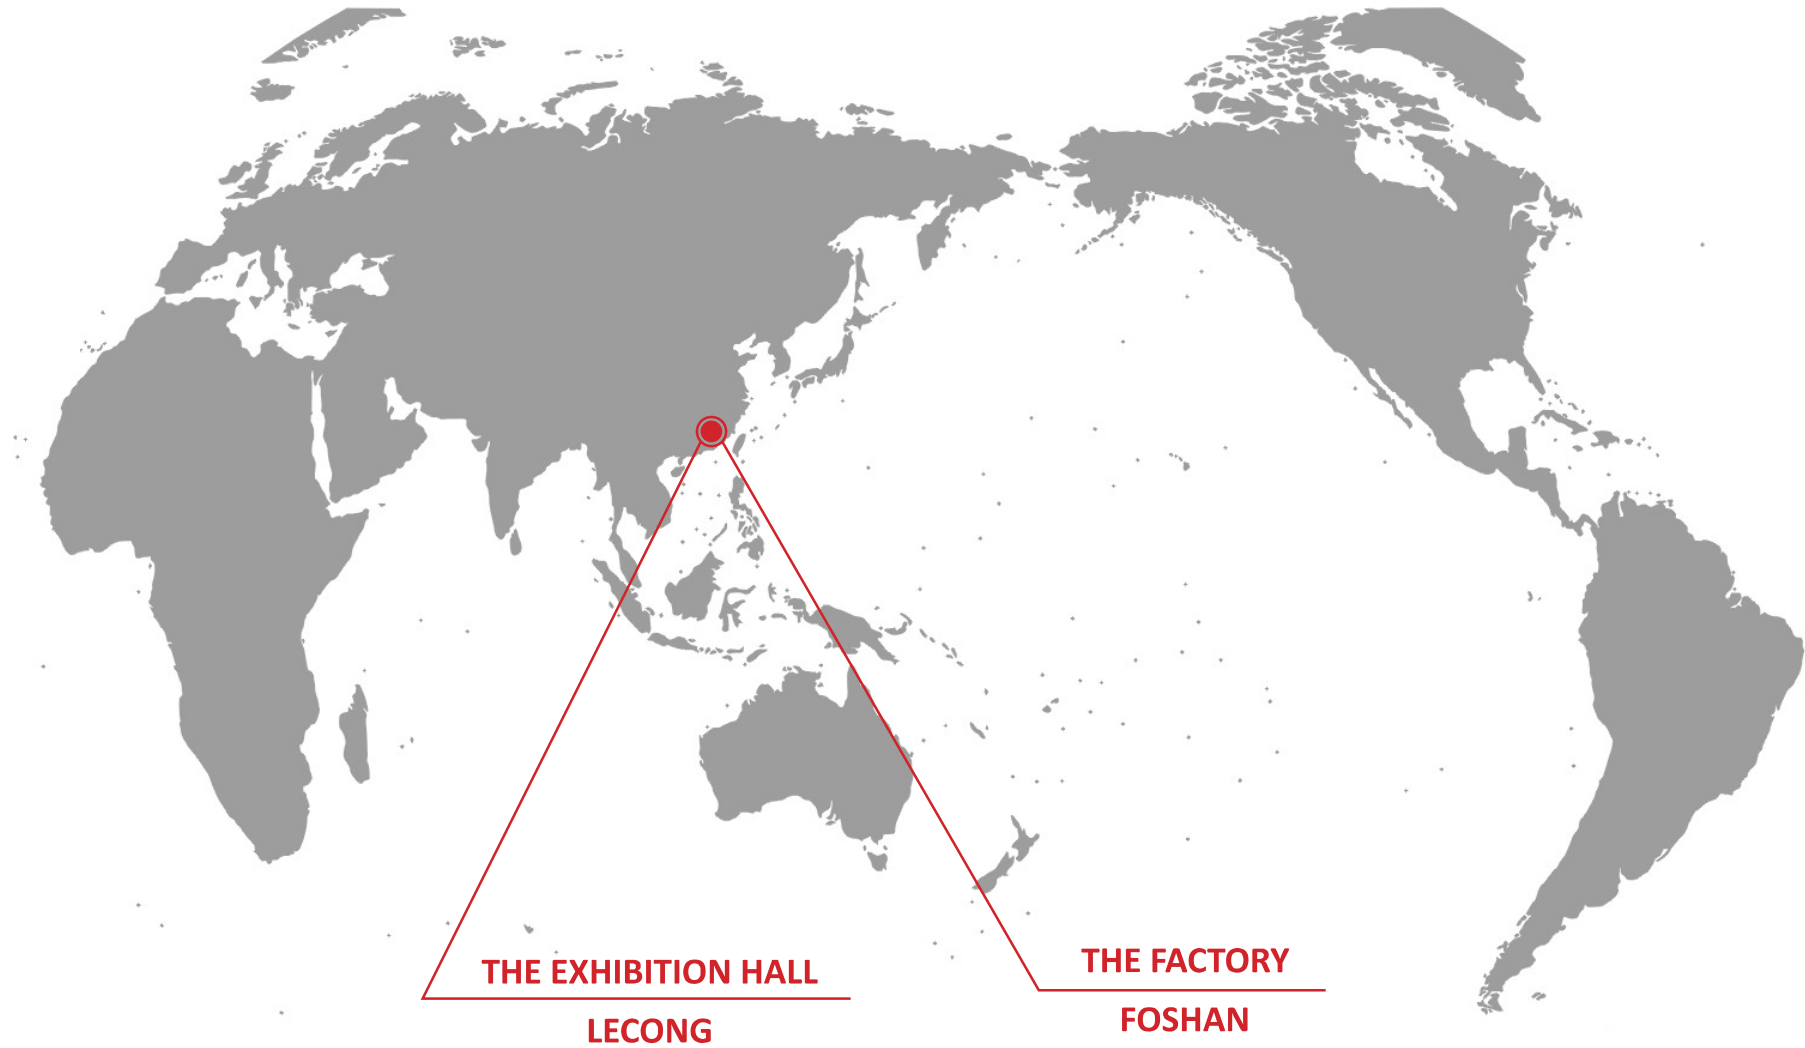 THE EXHIBITION HALL
LECONG
THE FACTORY
FOSHAN